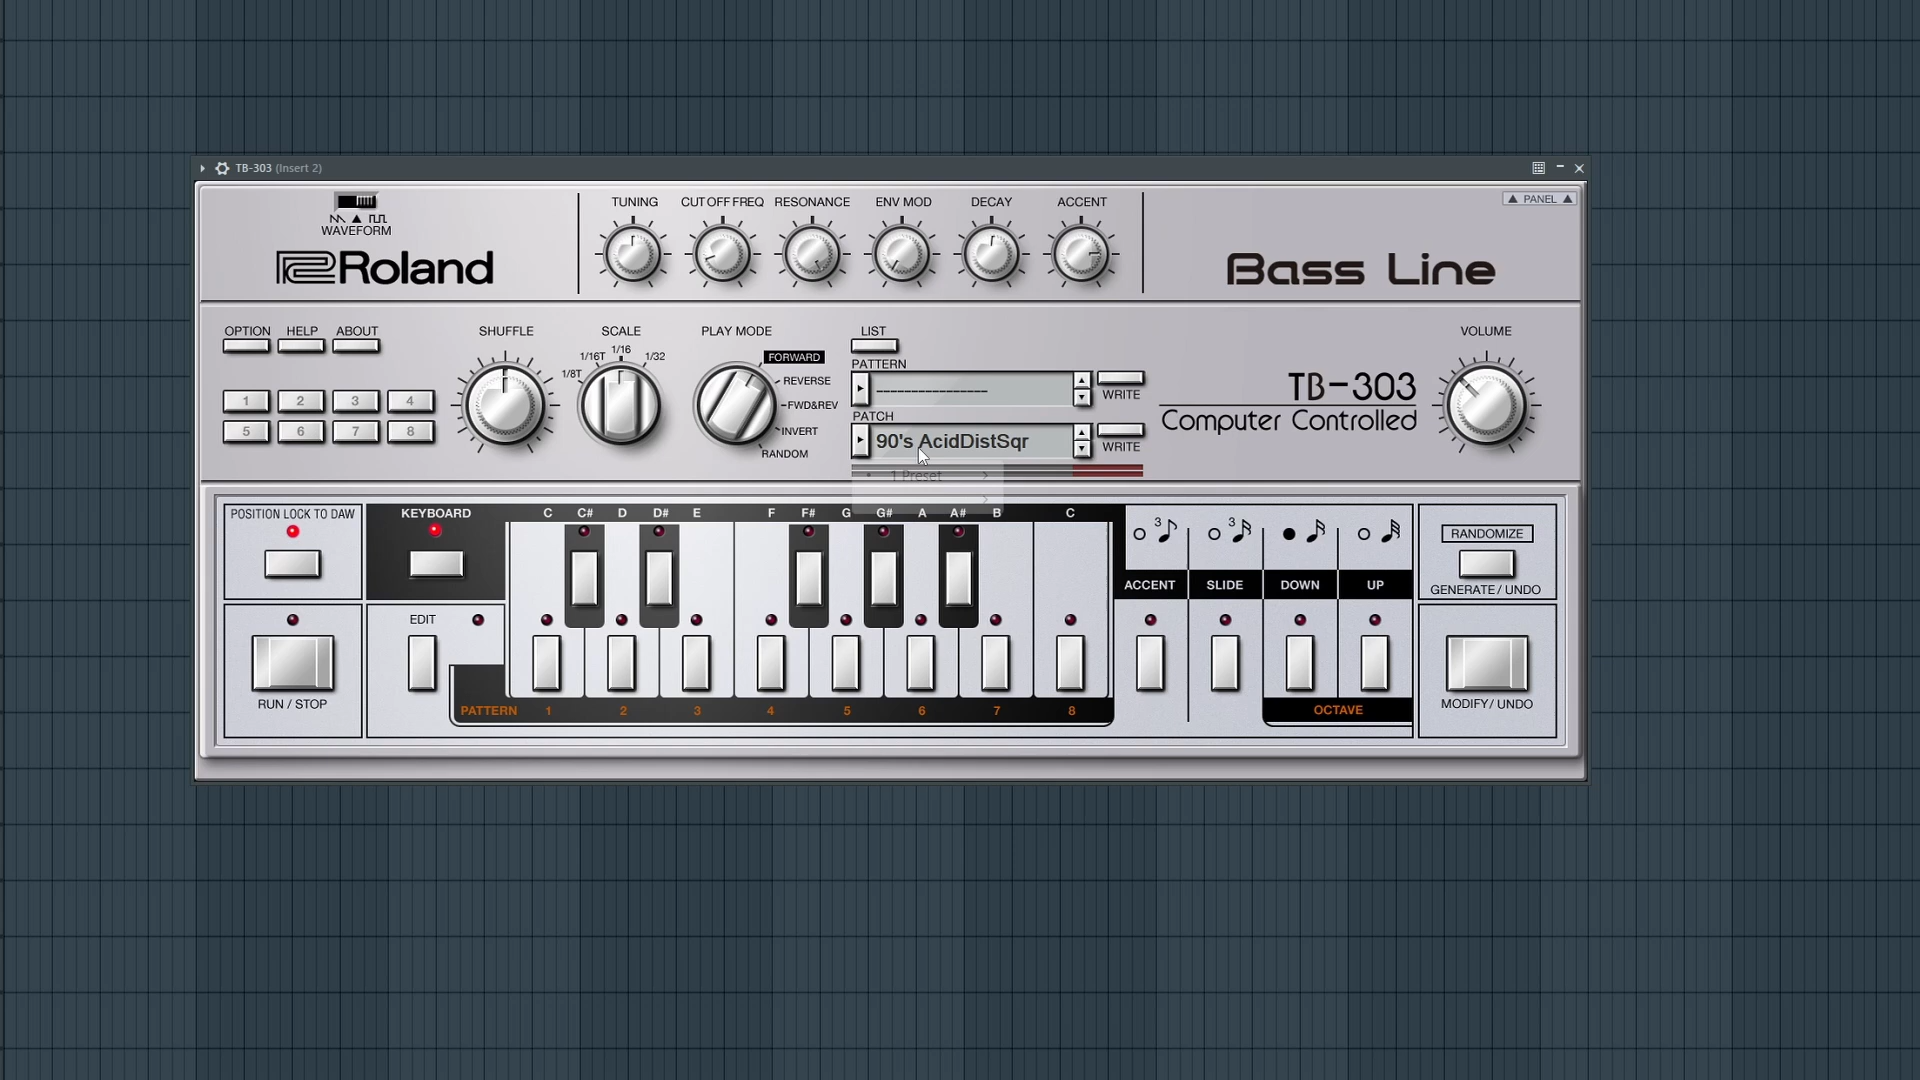 TB-303 (Insert 2)
PANEL
WAVEFORM
Roland
TUNING CUT OFF FREQ RESONANCE ENV MOD DECAY ACCENT
Bass Line
OPTION HELP ABOUT
1 2 3 4
5 6 7 8
SHUFFLE
SCALE
1/8T 1/16T 1/16 1/32
PLAY MODE
FORWARD
REVERSE
FWD&REV
INVERT
RANDOM
LIST
PATTERN
----------------
WRITE
PATCH
90's AcidDistSqr
WRITE
1 Preset
TB-303
Computer Controlled
VOLUME
POSITION LOCK TO DAW
KEYBOARD
C C# D D# E F F# G G# A A# B C
3 3
ACCENT SLIDE DOWN UP
RANDOMIZE
GENERATE / UNDO
RUN / STOP
EDIT
PATTERN 1 2 3 4 5 6 7 8
OCTAVE
MODIFY/ UNDO